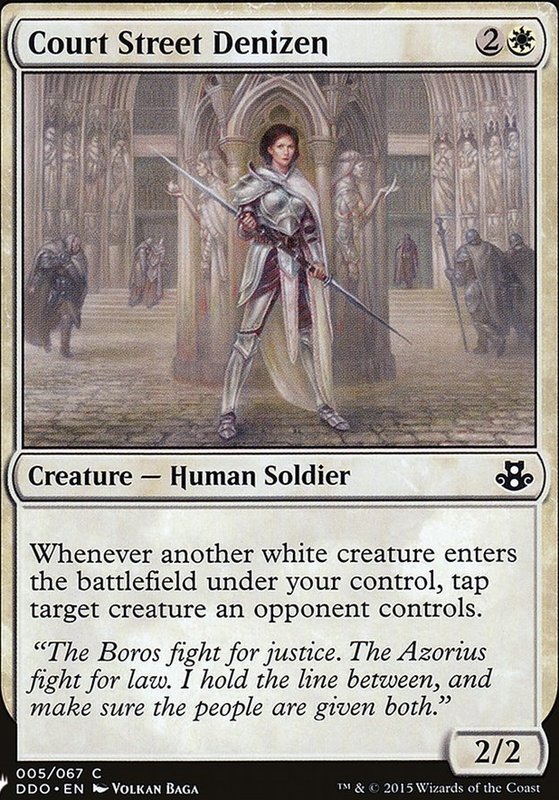 Court Street Denizen 2
Creature — Human Soldier
Whenever another white creature enters
the battlefield under your control, tap
target creature an opponent controls.
“The Boros fight for justice. The Azorius
fight for law. I hold the line between, and
make sure the people are given both.”
2/2
005/067 C
DDO • EN Volkan Baga
™ & © 2015 Wizards of the Coast